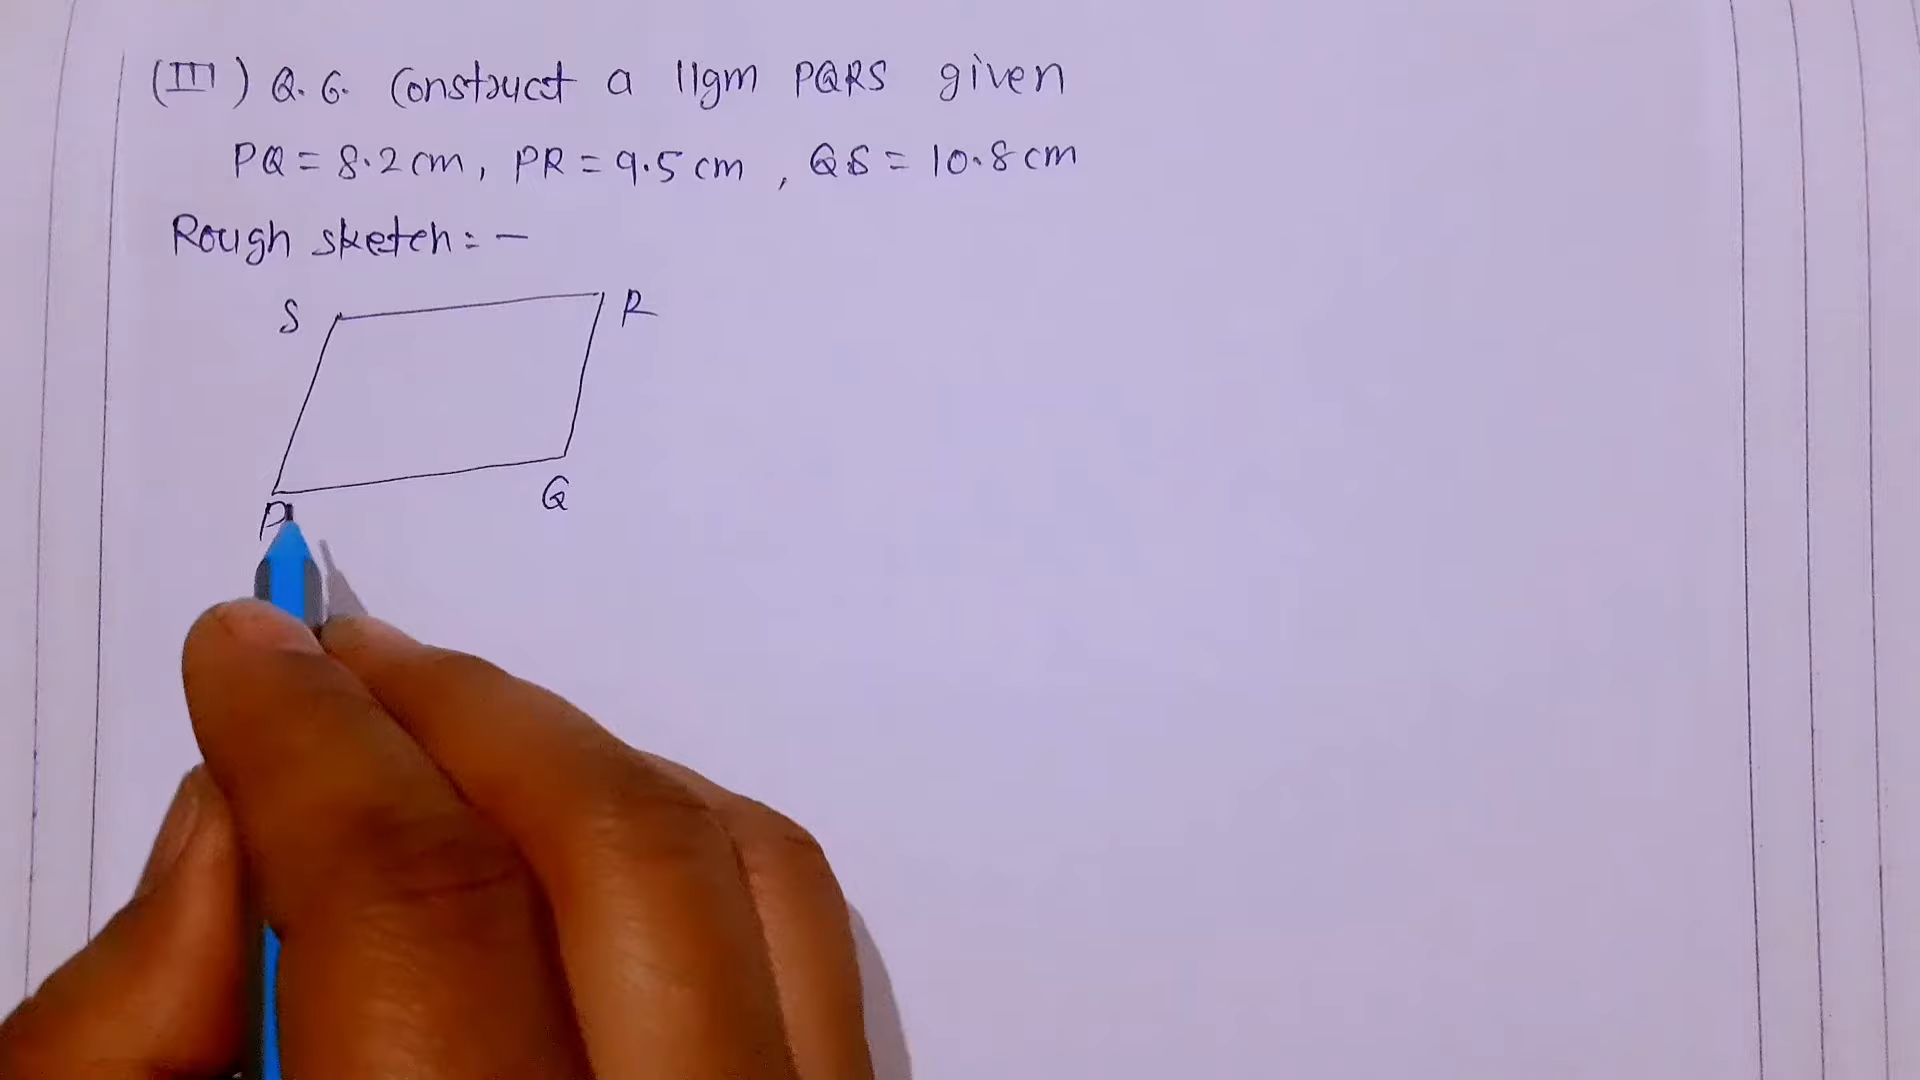 (III) Q. 6. Construct a llgm PQRS given
PQ = 8.2 cm, PR = 9.5 cm , QS = 10.8 cm
Rough sketch: -
S R
P Q